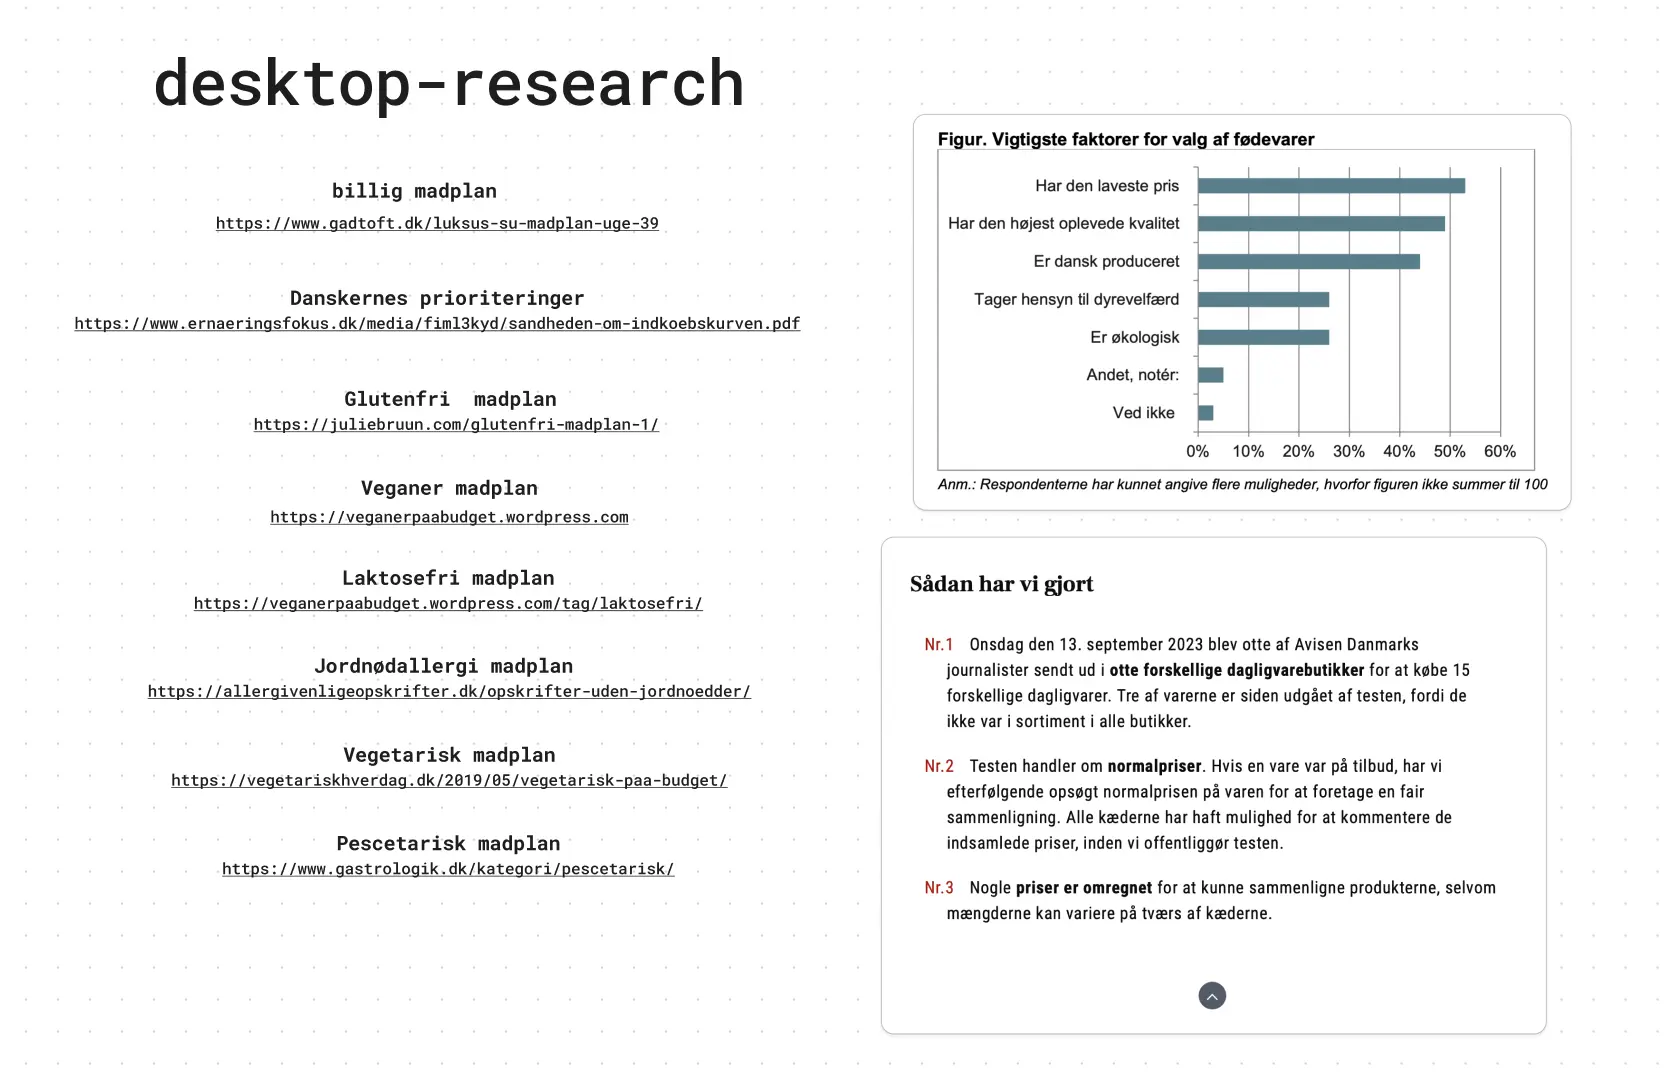 desktop-research
billig madplan
https://www.gadtoft.dk/luksus-su-madplan-uge-39
Danskernes prioriteringer
https://www.ernaeringsfokus.dk/media/fiml3kyd/sandheden-om-indkoebskurven.pdf
Glutenfri  madplan
https://juliebruun.com/glutenfri-madplan-1/
Veganer madplan
https://veganerpaabudget.wordpress.com
Laktosefri madplan
https://veganerpaabudget.wordpress.com/tag/laktosefri/
Jordnødallergi madplan
https://allergivenligeopskrifter.dk/opskrifter-uden-jordnoedder/
Vegetarisk madplan
https://vegetariskhverdag.dk/2019/05/vegetarisk-paa-budget/
Pescetarisk madplan
https://www.gastrologik.dk/kategori/pescetarisk/
Figur. Vigtigste faktorer for valg af fødevarer
Har den laveste pris
Har den højest oplevede kvalitet
Er dansk produceret
Tager hensyn til dyrevelfærd
Er økologisk
Andet, notér:
Ved ikke
0% 10% 20% 30% 40% 50% 60%
Anm.: Respondenterne har kunnet angive flere muligheder, hvorfor figuren ikke summer til 100
Sådan har vi gjort
Nr.1 Onsdag den 13. september 2023 blev otte af Avisen Danmarks
journalister sendt ud i otte forskellige dagligvarebutikker for at købe 15
forskellige dagligvarer. Tre af varerne er siden udgået af testen, fordi de
ikke var i sortiment i alle butikker.
Nr.2 Testen handler om normalpriser. Hvis en vare var på tilbud, har vi
efterfølgende opsøgt normalprisen på varen for at foretage en fair
sammenligning. Alle kæderne har haft mulighed for at kommentere de
indsamlede priser, inden vi offentliggør testen.
Nr.3 Nogle priser er omregnet for at kunne sammenligne produkterne, selvom
mængderne kan variere på tværs af kæderne.